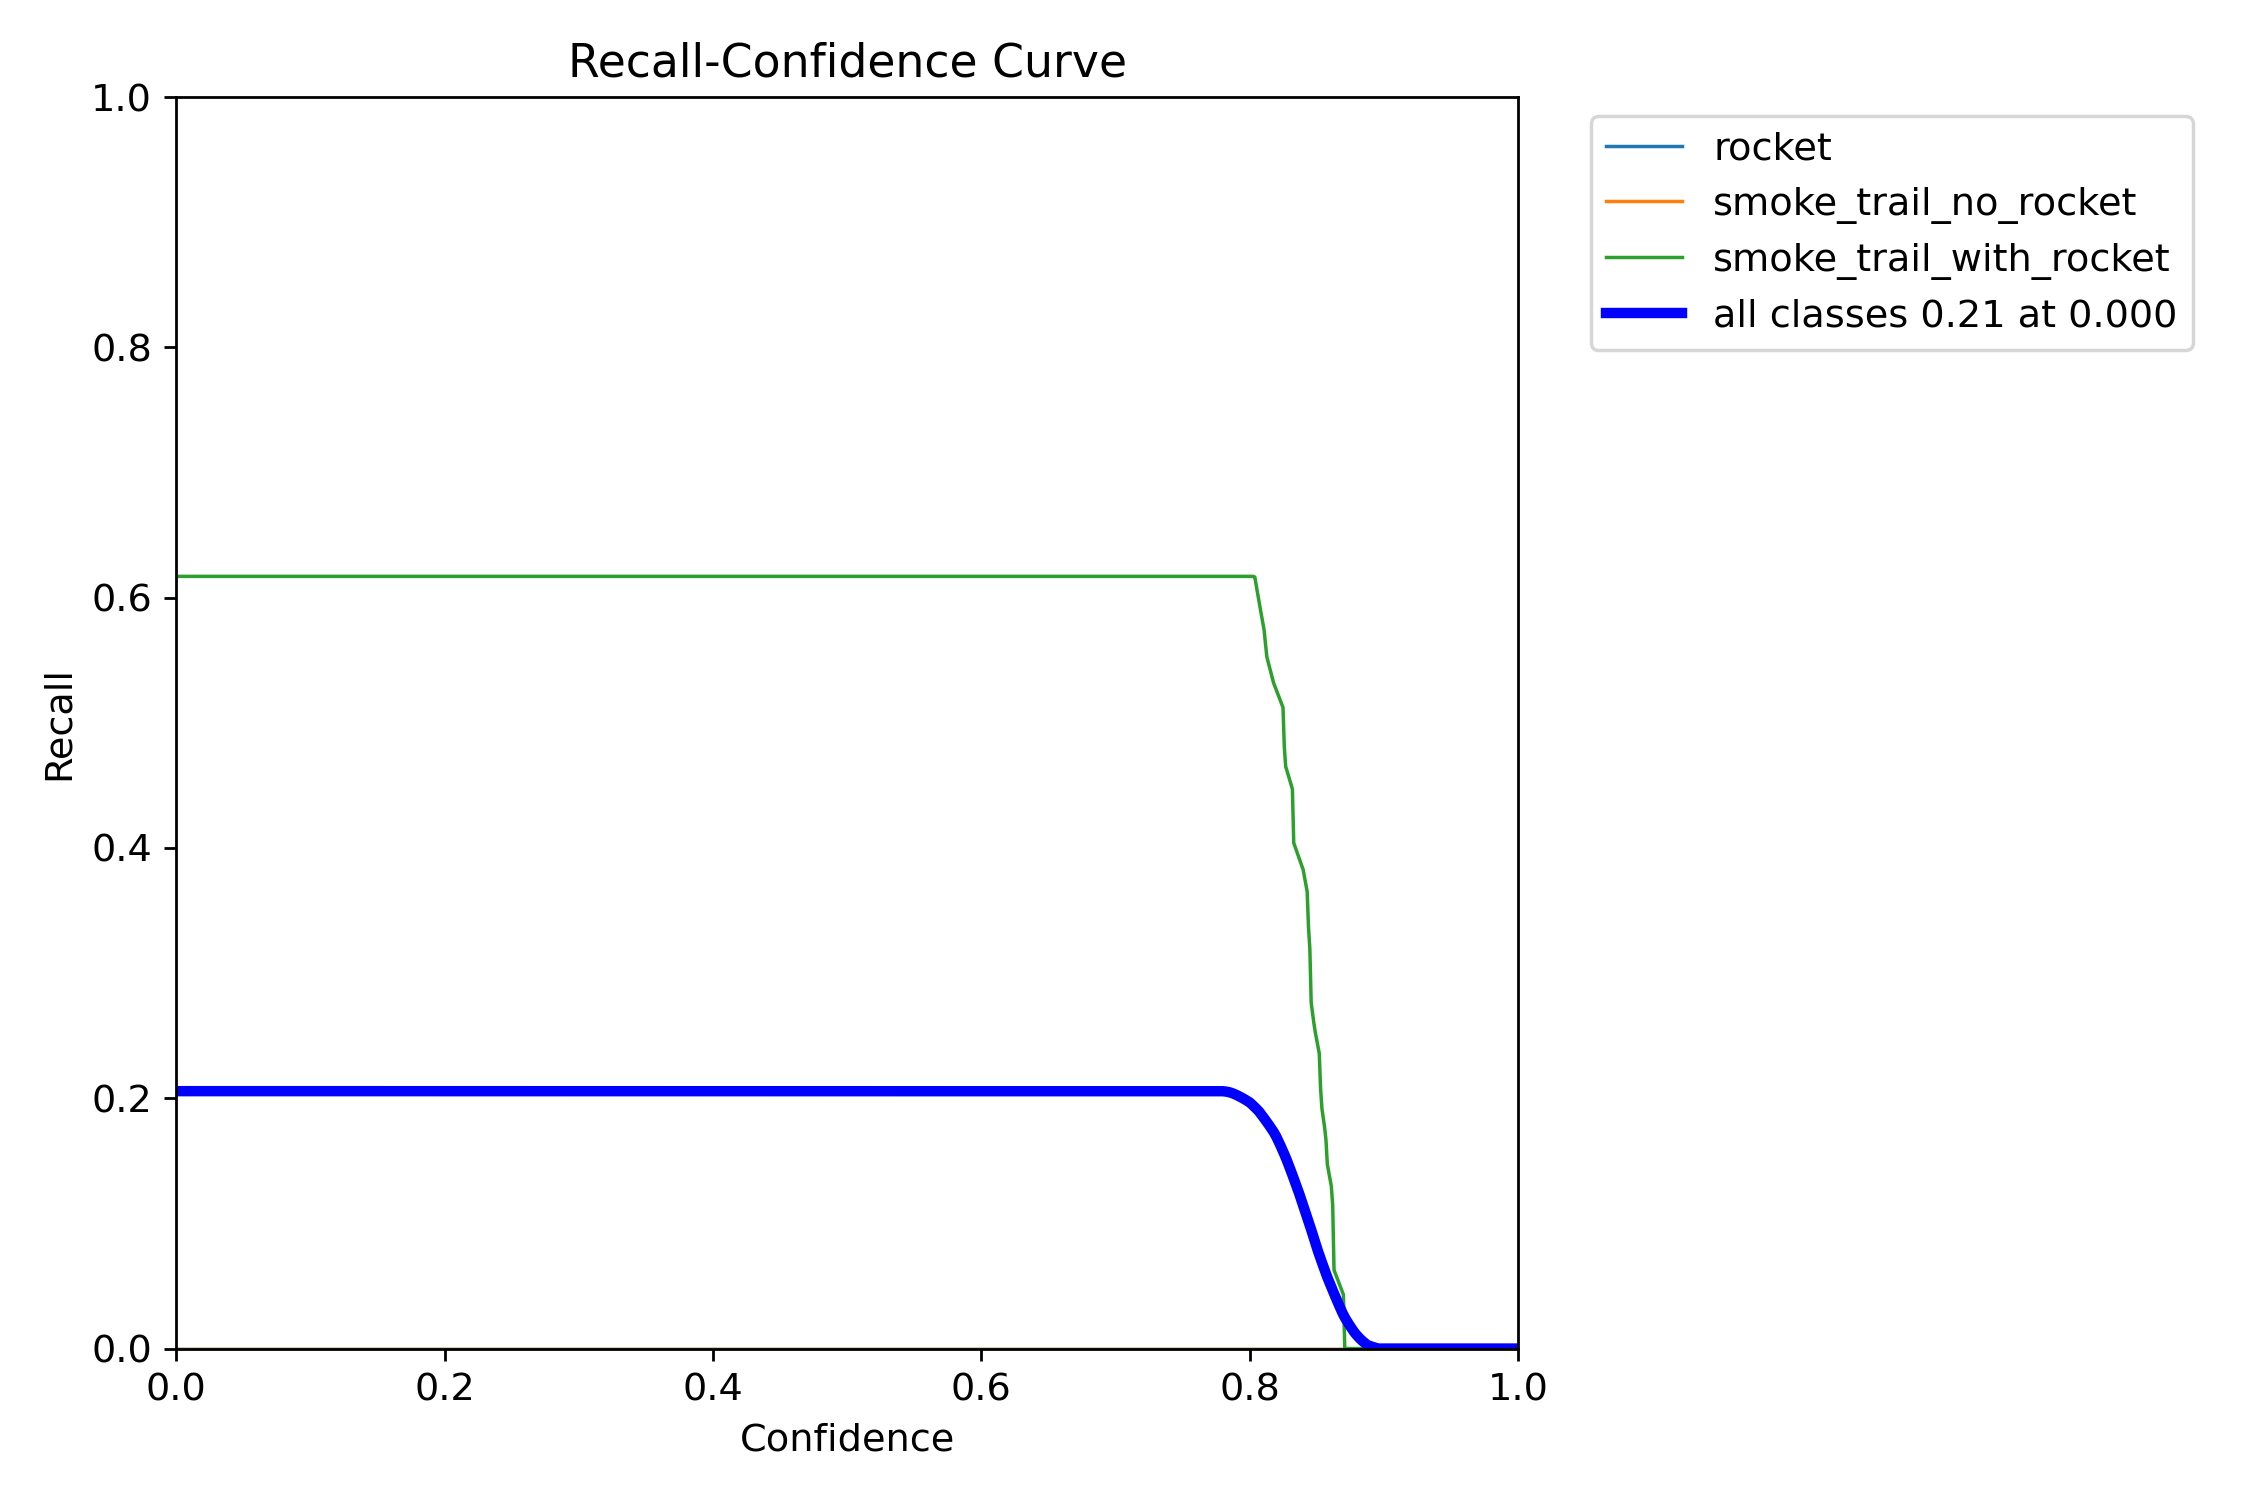 Recall-Confidence Curve
1.0
0.8
0.6
0.4
0.2
0.0
Recall
0.0 0.2 0.4 0.6 0.8 1.0
Confidence
rocket
smoke_trail_no_rocket
smoke_trail_with_rocket
all classes 0.21 at 0.000